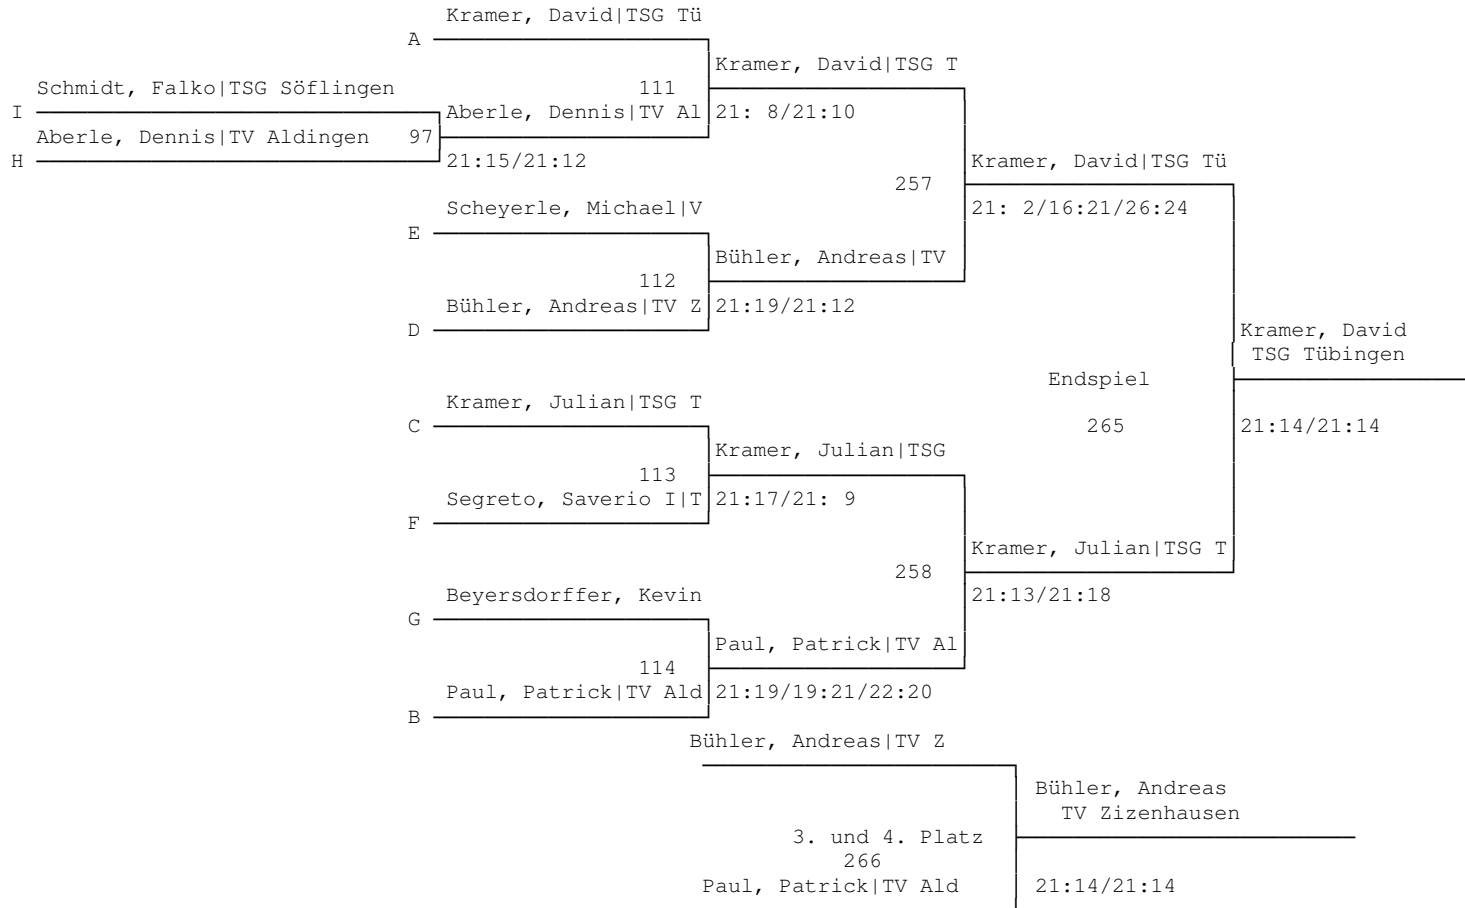 Kramer, David|TSG Tü
A
Kramer, David|TSG T
111
Schmidt, Falko|TSG Söflingen
I
Aberle, Dennis|TV Al
21: 8/21:10
Aberle, Dennis|TV Aldingen 97
H
21:15/21:12
Kramer, David|TSG Tü
257
Scheyerle, Michael|V
21: 2/16:21/26:24
E
Bühler, Andreas|TV
112
Bühler, Andreas|TV Z
21:19/21:12
D
Kramer, David
TSG Tübingen
Endspiel
Kramer, Julian|TSG T
C
265
21:14/21:14
Kramer, Julian|TSG
113
Segreto, Saverio I|T
21:17/21: 9
F
Kramer, Julian|TSG T
258
Beyersdorffer, Kevin
21:13/21:18
G
Paul, Patrick|TV Al
114
Paul, Patrick|TV Ald
21:19/19:21/22:20
B
Bühler, Andreas|TV Z
Bühler, Andreas
TV Zizenhausen
3. und 4. Platz
266
Paul, Patrick|TV Ald
21:14/21:14